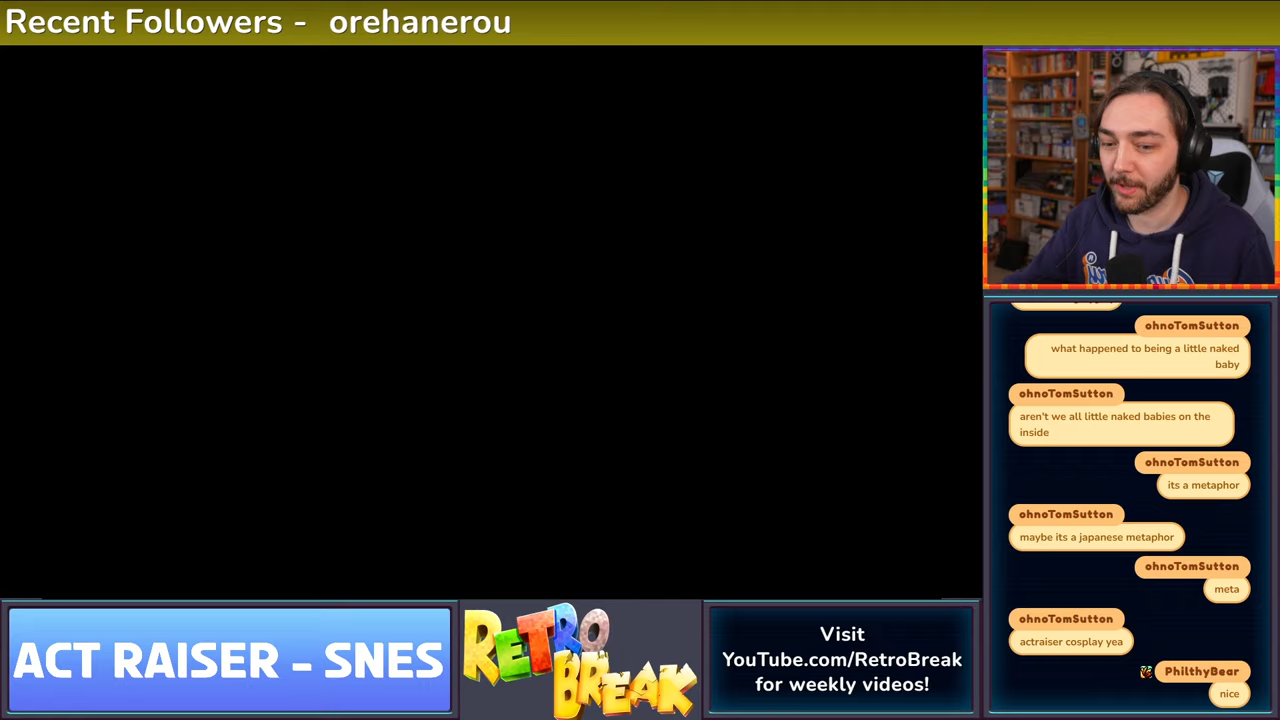 Recent Followers - orehanerou
ohnoTomSutton
what happened to being a little naked
baby
ohnoTomSutton
aren't we all little naked babies on the
inside
ohnoTomSutton
its a metaphor
ohnoTomSutton
maybe its a japanese metaphor
ohnoTomSutton
meta
ohnoTomSutton
actraiser cosplay yea
PhilthyBear
nice
ACT RAISER - SNES
RETRO
BREAK
Visit
YouTube.com/RetroBreak
for weekly videos!